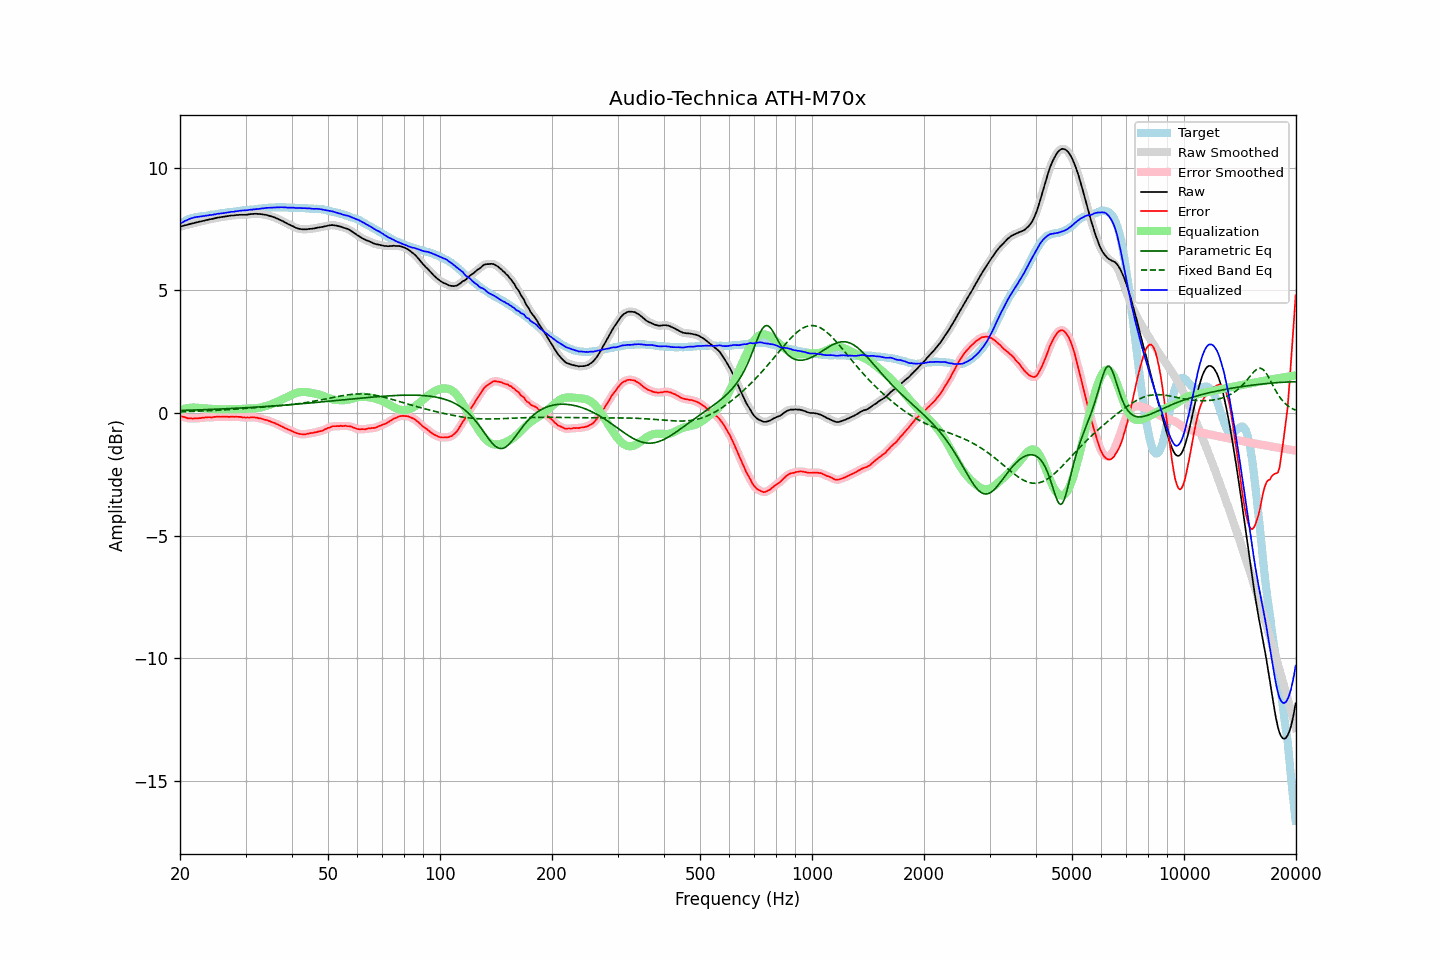 Audio-Technica ATH-M70x
Target
Raw Smoothed
Error Smoothed
Raw
Error
Equalization
Parametric Eq
Fixed Band Eq
Equalized
10
5
0
−5
−10
−15
Amplitude (dBr)
20
50
100
200
500
1000
2000
5000
10000
20000
Frequency (Hz)